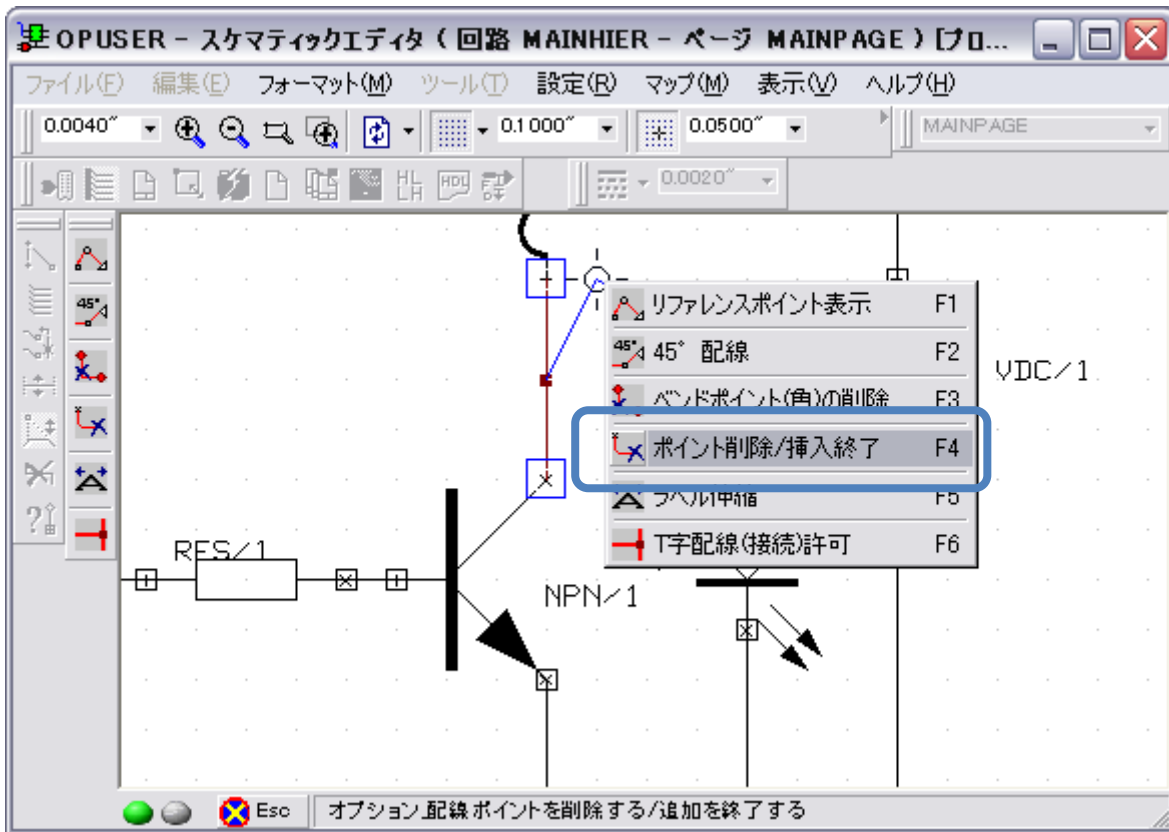 OPUSER - スケマティックエディタ ( 回路 MAINHIER - ページ MAINPAGE ) [プロ...
ファイル(F) 編集(E) フォーマット(M) ツール(T) 設定(R) マップ(M) 表示(V) ヘルプ(H)
0.0040" 0.1000" 0.0500" MAINPAGE
HL HDL 0.0020"
45°
リファレンスポイント表示 F1
45° 45° 配線 F2
ベンドポイント(角)の削除 F3
ポイント削除/挿入終了 F4
ラベル伸縮 F5
T字配線(接続)許可 F6
VDC/1
RES/1
NPN/1
Esc オプション_配線 ポイントを削除する/追加を終了する